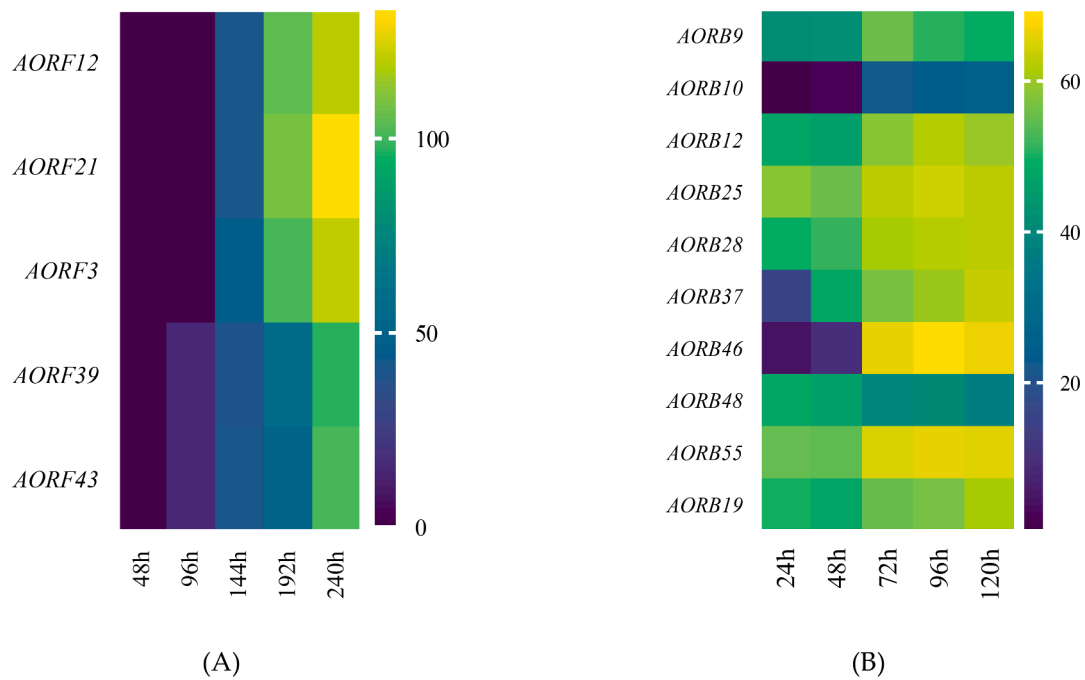 AORF12
AORF21
AORF3
AORF39
AORF43
100
50
0
48h
96h
144h
192h
240h
(A)
AORB9
AORB10
AORB12
AORB25
AORB28
AORB37
AORB46
AORB48
AORB55
AORB19
60
40
20
24h
48h
72h
96h
120h
(B)